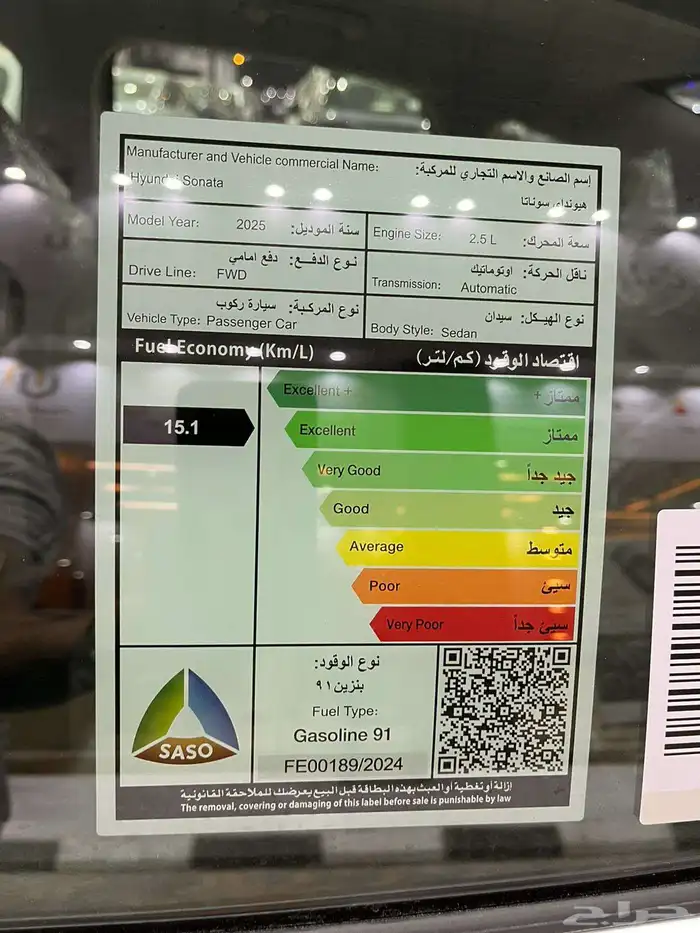 Manufacturer and Vehicle commercial Name:
إسم الصانع والاسم التجاري للمركبة:
Hyundai Sonata
هيونداي سوناتا
Model Year: 2025 سنة الموديل:
Engine Size: 2.5 L سعة المحرك:
نوع الدفع: دفع امامي
Drive Line: FWD
ناقل الحركة: اوتوماتيك
Transmission: Automatic
نوع المركبة: سيارة ركوب
Vehicle Type: Passenger Car
نوع الهيكل: سيدان
Body Style: Sedan
Fuel Economy (Km/L)
اقتصاد الوقود (كم/لتر)
15.1
Excellent + ممتاز +
Excellent ممتاز
Very Good جيد جداً
Good جيد
Average متوسط
Poor سيئ
Very Poor سيئ جداً
SASO
نوع الوقود:
بنزين ٩١
Fuel Type:
Gasoline 91
FE00189/2024
إزالة أو تغطية أو العبث بهذه البطاقة قبل البيع يعرضك للملاحقة القانونية
The removal, covering or damaging of this label before sale is punishable by law
حراج